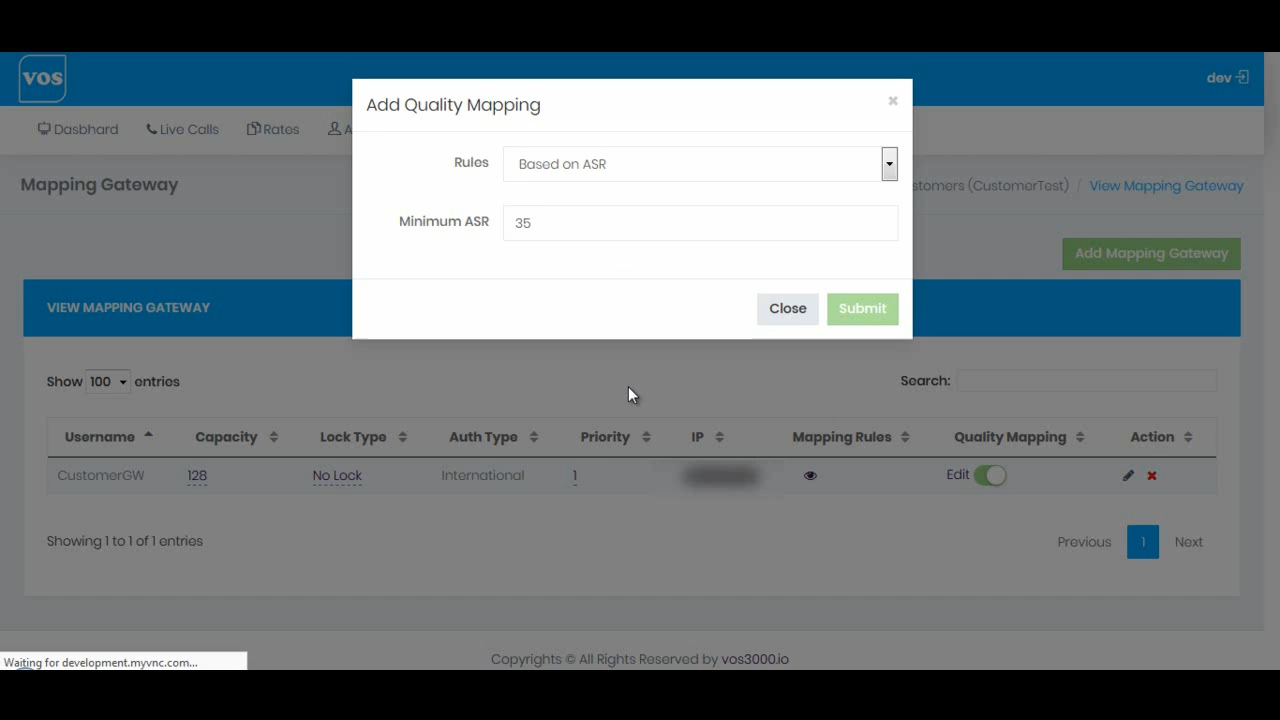 vos
dev
Add Quality Mapping
×
Dasbhard Live Calls Rates A
Rules Based on ASR
Mapping Gateway
stomers (CustomerTest) / View Mapping Gateway
Minimum ASR 35
Add Mapping Gateway
VIEW MAPPING GATEWAY
Close Submit
Show 100 entries
Search:
Username Capacity Lock Type Auth Type Priority IP Mapping Rules Quality Mapping Action
CustomerGW 128 No Lock International 1 Edit
Showing 1 to 1 of 1 entries
Previous 1 Next
Copyrights © All Rights Reserved by vos3000.io
Waiting for development.myvnc.com...